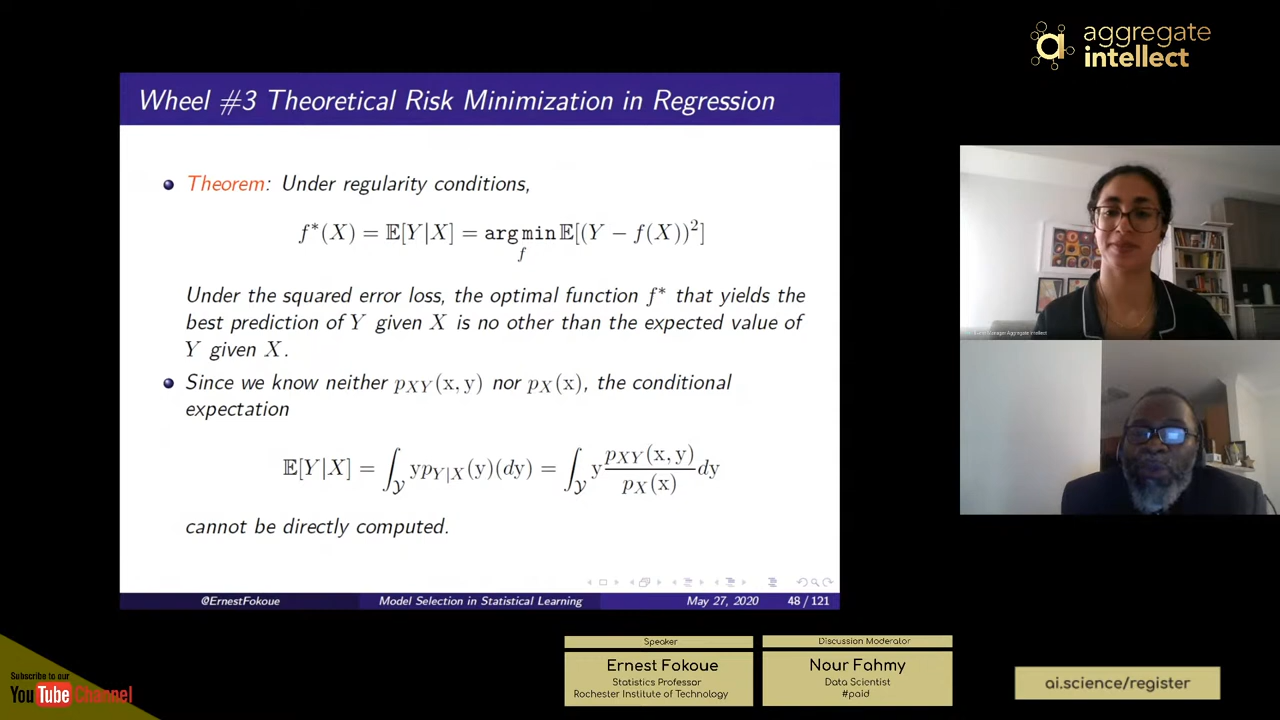 aggregate
intellect
Wheel #3 Theoretical Risk Minimization in Regression
Theorem: Under regularity conditions,
f*(X) = 𝔼[Y|X] = arg min 𝔼[(Y − f(X))²]
f
Under the squared error loss, the optimal function f* that yields the
best prediction of Y given X is no other than the expected value of
Y given X.
Since we know neither p_XY(x, y) nor p_X(x), the conditional
expectation
𝔼[Y|X] = ∫_𝒴 y p_Y|X(y)(dy) = ∫_𝒴 y p_XY(x, y) / p_X(x) dy
cannot be directly computed.
@ErnestFokoue Model Selection in Statistical Learning May 27, 2020 48 / 121
Speaker
Ernest Fokoue
Statistics Professor
Rochester Institute of Technology
Discussion Moderator
Nour Fahmy
Data Scientist
#paid
Subscribe to our
YouTube Channel
ai.science/register